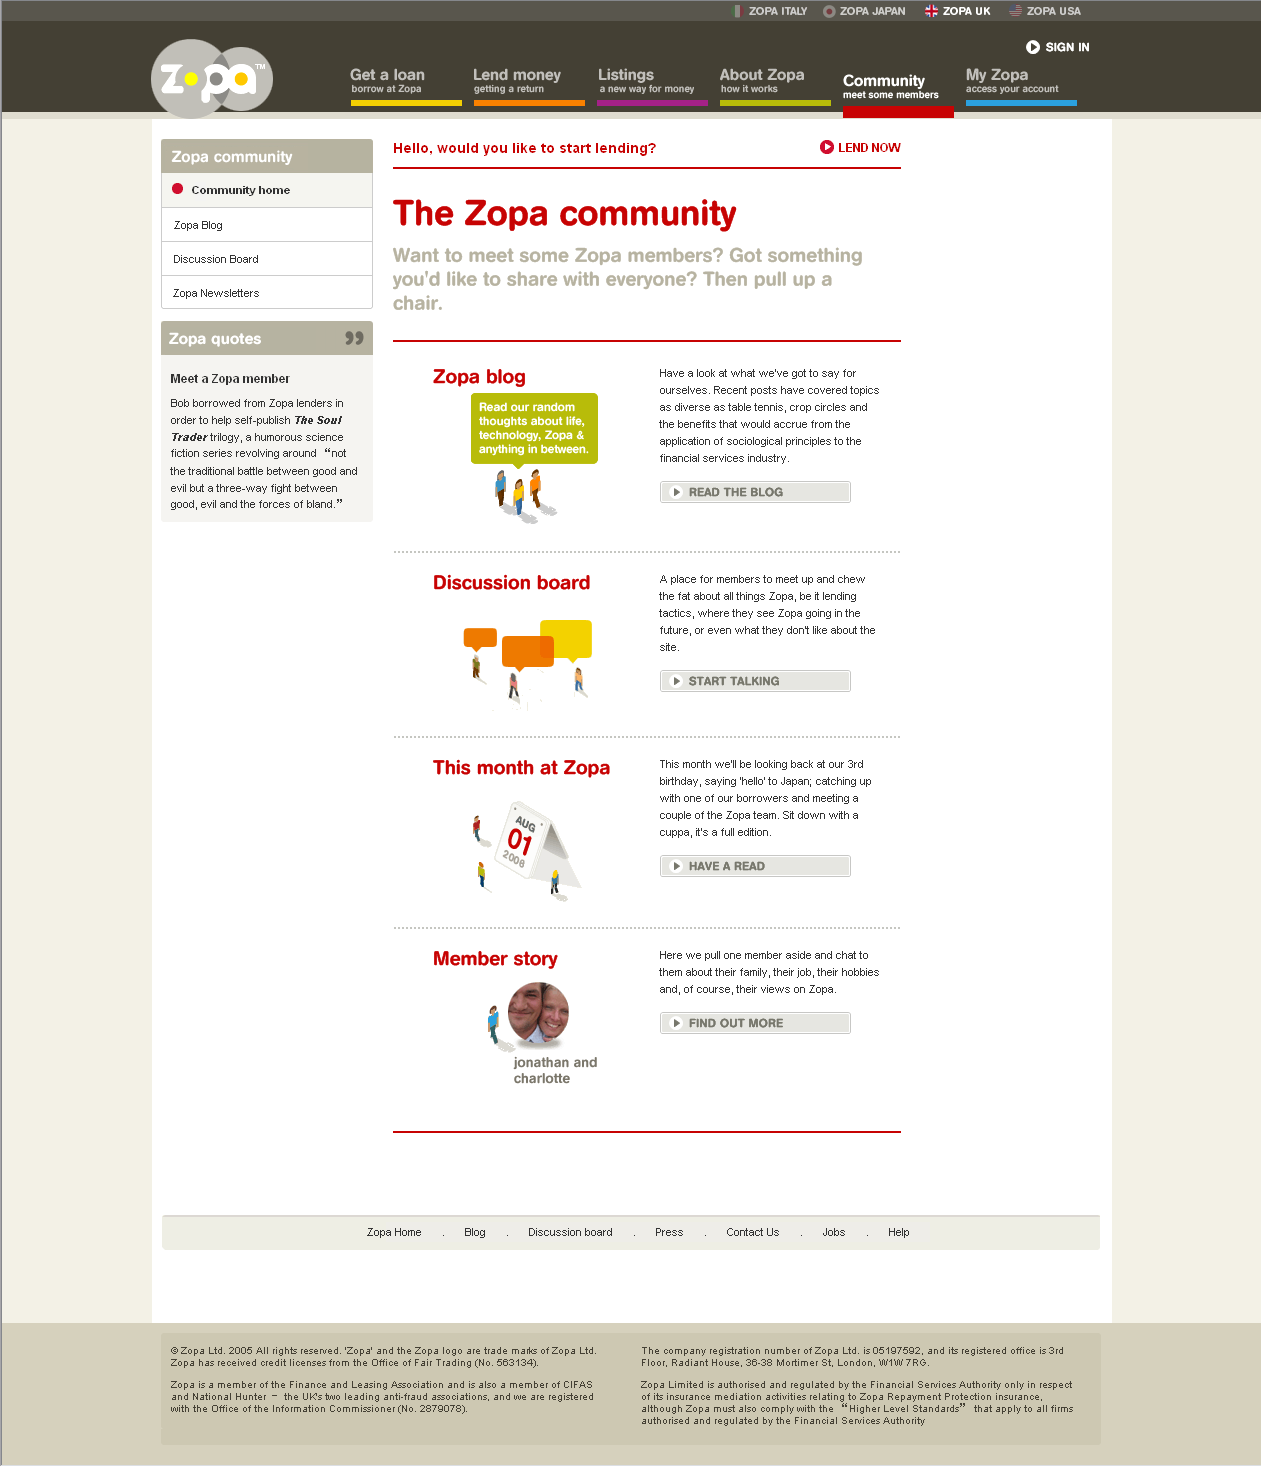 ZOPA ITALY ZOPA JAPAN ZOPA UK ZOPA USA
SIGN IN
zopa™
Get a loan
borrow at Zopa
Lend money
getting a return
Listings
a new way for money
About Zopa
how it works
Community
meet some members
My Zopa
access your account
Zopa community
Community home
Zopa Blog
Discussion Board
Zopa Newsletters
Zopa quotes ”
Meet a Zopa member
Bob borrowed from Zopa lenders in
order to help self-publish The Soul
Trader trilogy, a humorous science
fiction series revolving around “not
the traditional battle between good and
evil but a three-way fight between
good, evil and the forces of bland.”
Hello, would you like to start lending?
LEND NOW
The Zopa community
Want to meet some Zopa members? Got something
you'd like to share with everyone? Then pull up a
chair.
Zopa blog
Read our random
thoughts about life,
technology, Zopa &
anything in between.
Have a look at what we've got to say for
ourselves. Recent posts have covered topics
as diverse as table tennis, crop circles and
the benefits that would accrue from the
application of sociological principles to the
financial services industry.
READ THE BLOG
Discussion board
A place for members to meet up and chew
the fat about all things Zopa, be it lending
tactics, where they see Zopa going in the
future, or even what they don't like about the
site.
START TALKING
This month at Zopa
AUG
01
2008
This month we'll be looking back at our 3rd
birthday, saying 'hello' to Japan; catching up
with one of our borrowers and meeting a
couple of the Zopa team. Sit down with a
cuppa, it's a full edition.
HAVE A READ
Member story
jonathan and
charlotte
Here we pull one member aside and chat to
them about their family, their job, their hobbies
and, of course, their views on Zopa.
FIND OUT MORE
Zopa Home . Blog . Discussion board . Press . Contact Us . Jobs . Help
© Zopa Ltd. 2005 All rights reserved. 'Zopa' and the Zopa logo are trade marks of Zopa Ltd.
Zopa has received credit licenses from the Office of Fair Trading (No. 563134).
Zopa is a member of the Finance and Leasing Association and is also a member of CIFAS
and National Hunter – the UK's two leading anti-fraud associations, and we are registered
with the Office of the Information Commissioner (No. 2879078).
The company registration number of Zopa Ltd. is 05197592, and its registered office is 3rd
Floor, Radiant House, 36-38 Mortimer St, London, W1W 7RG.
Zopa Limited is authorised and regulated by the Financial Services Authority only in respect
of its insurance mediation activities relating to Zopa Repayment Protection insurance,
although Zopa must also comply with the “Higher Level Standards” that apply to all firms
authorised and regulated by the Financial Services Authority